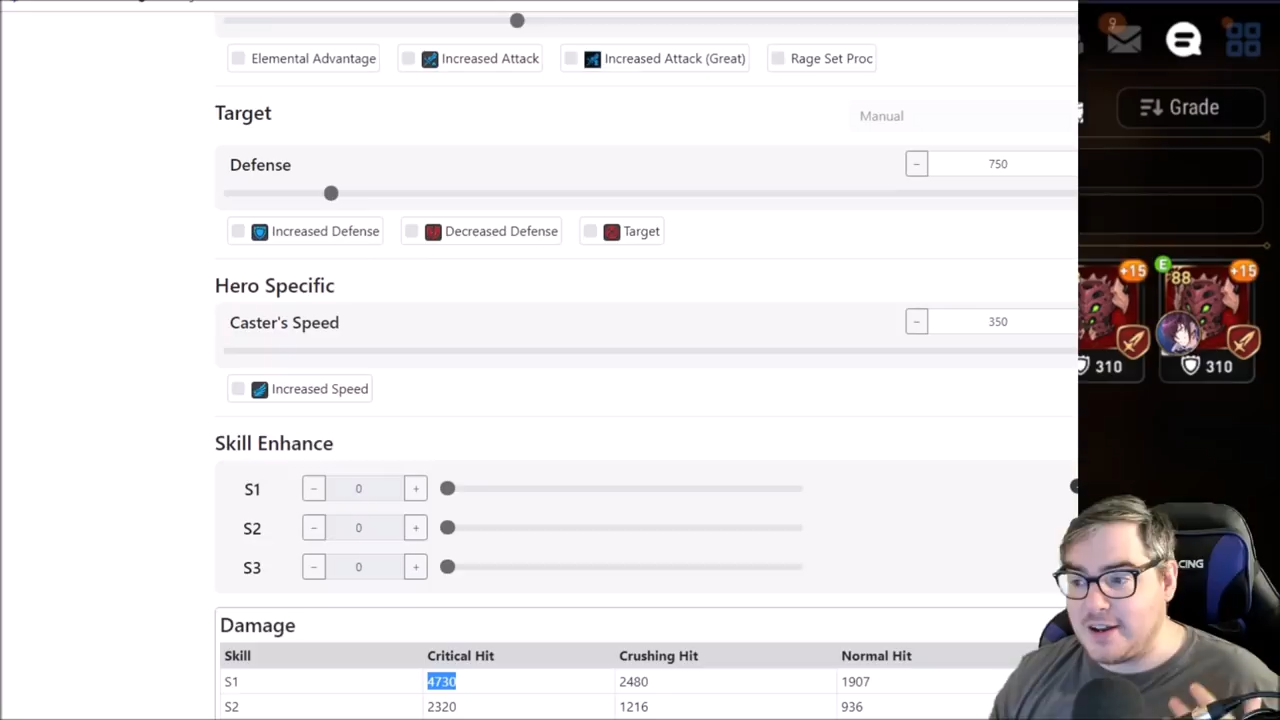 Elemental Advantage Increased Attack Increased Attack (Great) Rage Set Proc
Target Manual
Defense − 750
Increased Defense Decreased Defense Target
Hero Specific
Caster's Speed − 350
Increased Speed
Skill Enhance
S1 − 0 +
S2 − 0 +
S3 − 0 +
Damage
Skill Critical Hit Crushing Hit Normal Hit
S1 4730 2480 1907
S2 2320 1216 936
9
Grade
+15 E 88 +15
310 310
CING